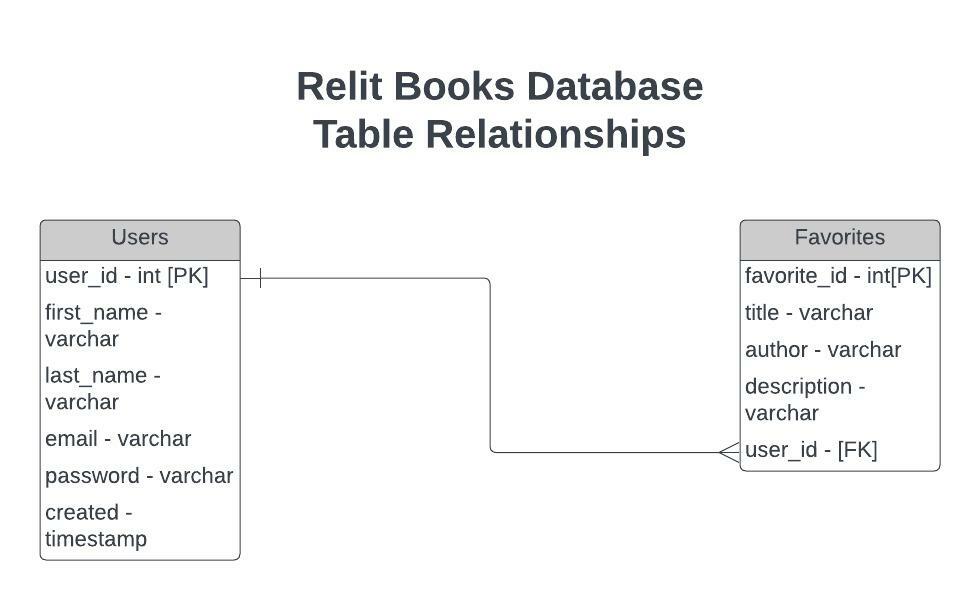 Relit Books Database
Table Relationships
Users
user_id - int [PK]
first_name -
varchar
last_name -
varchar
email - varchar
password - varchar
created -
timestamp
Favorites
favorite_id - int[PK]
title - varchar
author - varchar
description -
varchar
user_id - [FK]